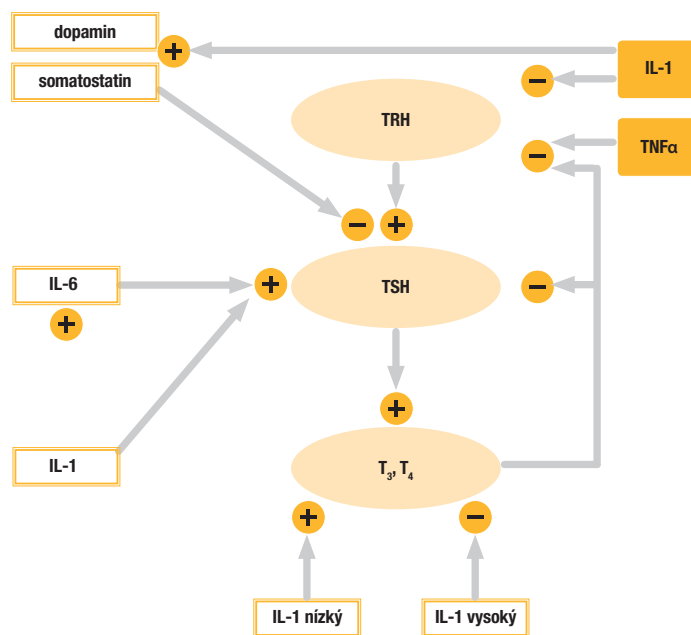 dopamin
+
IL-1
somatostatin
−
TRH
TNFα
−
− +
IL-6
+
TSH
−
+
+
IL-1
T₃, T₄
+
−
IL-1 nízký
IL-1 vysoký